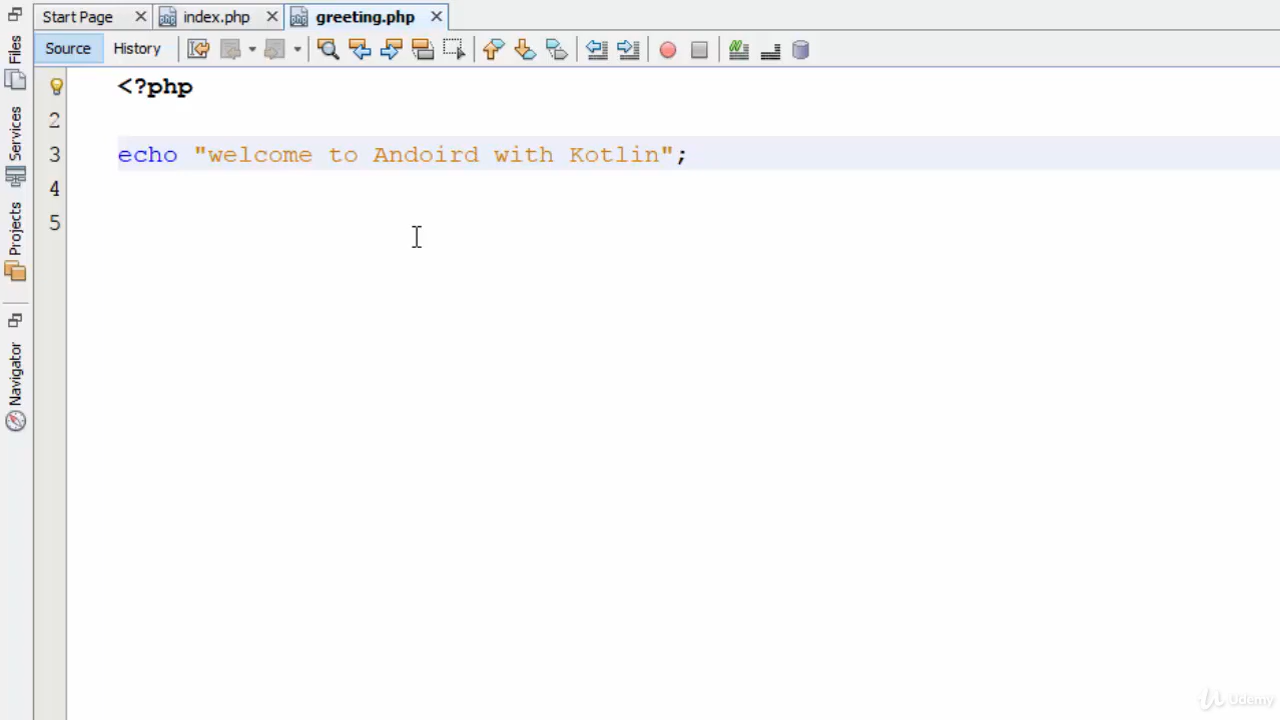 Start Page
index.php
greeting.php
Source
History
Files
Services
Projects
Navigator
<?php
2
3 echo "welcome to Andoird with Kotlin";
4
5
Udemy